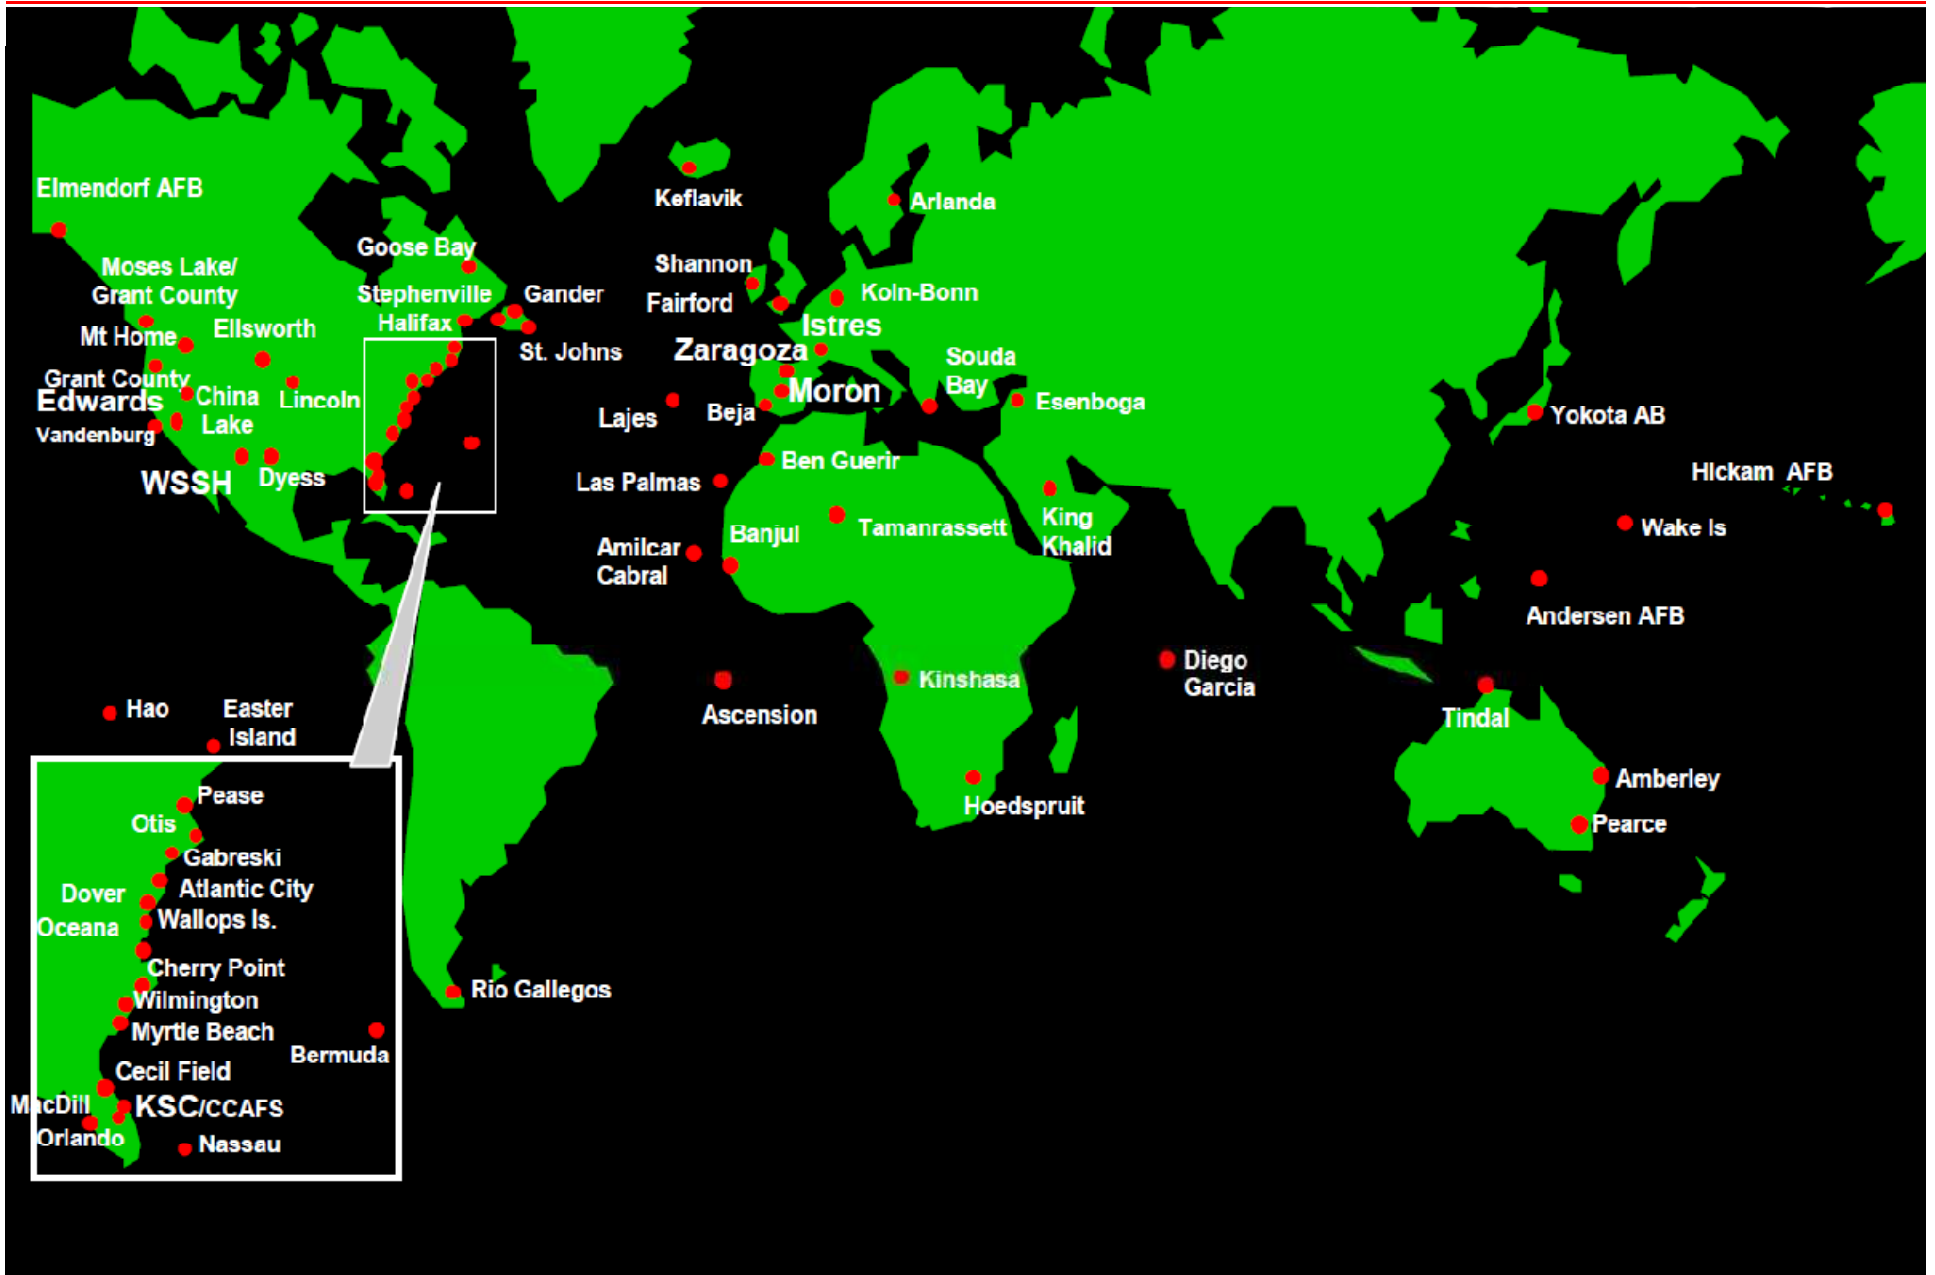 Elmendorf AFB
Moses Lake/
Grant County
Mt Home
Ellsworth
Grant County
Edwards
China
Lake
Vandenburg
Lincoln
WSSH
Dyess
Goose Bay
Stephenville
Halifax
Gander
St. Johns
Keflavik
Arlanda
Shannon
Fairford
Koln-Bonn
Istres
Zaragoza
Moron
Souda
Bay
Lajes
Beja
Esenboga
Ben Guerir
Las Palmas
Banjul
Tamanrassett
King
Khalid
Amilcar
Cabral
Yokota AB
HIckam AFB
Wake Is
Andersen AFB
Diego
Garcia
Kinshasa
Ascension
Tindal
Hao
Easter
Island
Hoedspruit
Amberley
Pearce
Rio Gallegos
Pease
Otis
Gabreski
Atlantic City
Dover
Wallops Is.
Oceana
Cherry Point
Wilmington
Myrtle Beach
Bermuda
Cecil Field
MacDill
KSC/CCAFS
Orlando
Nassau